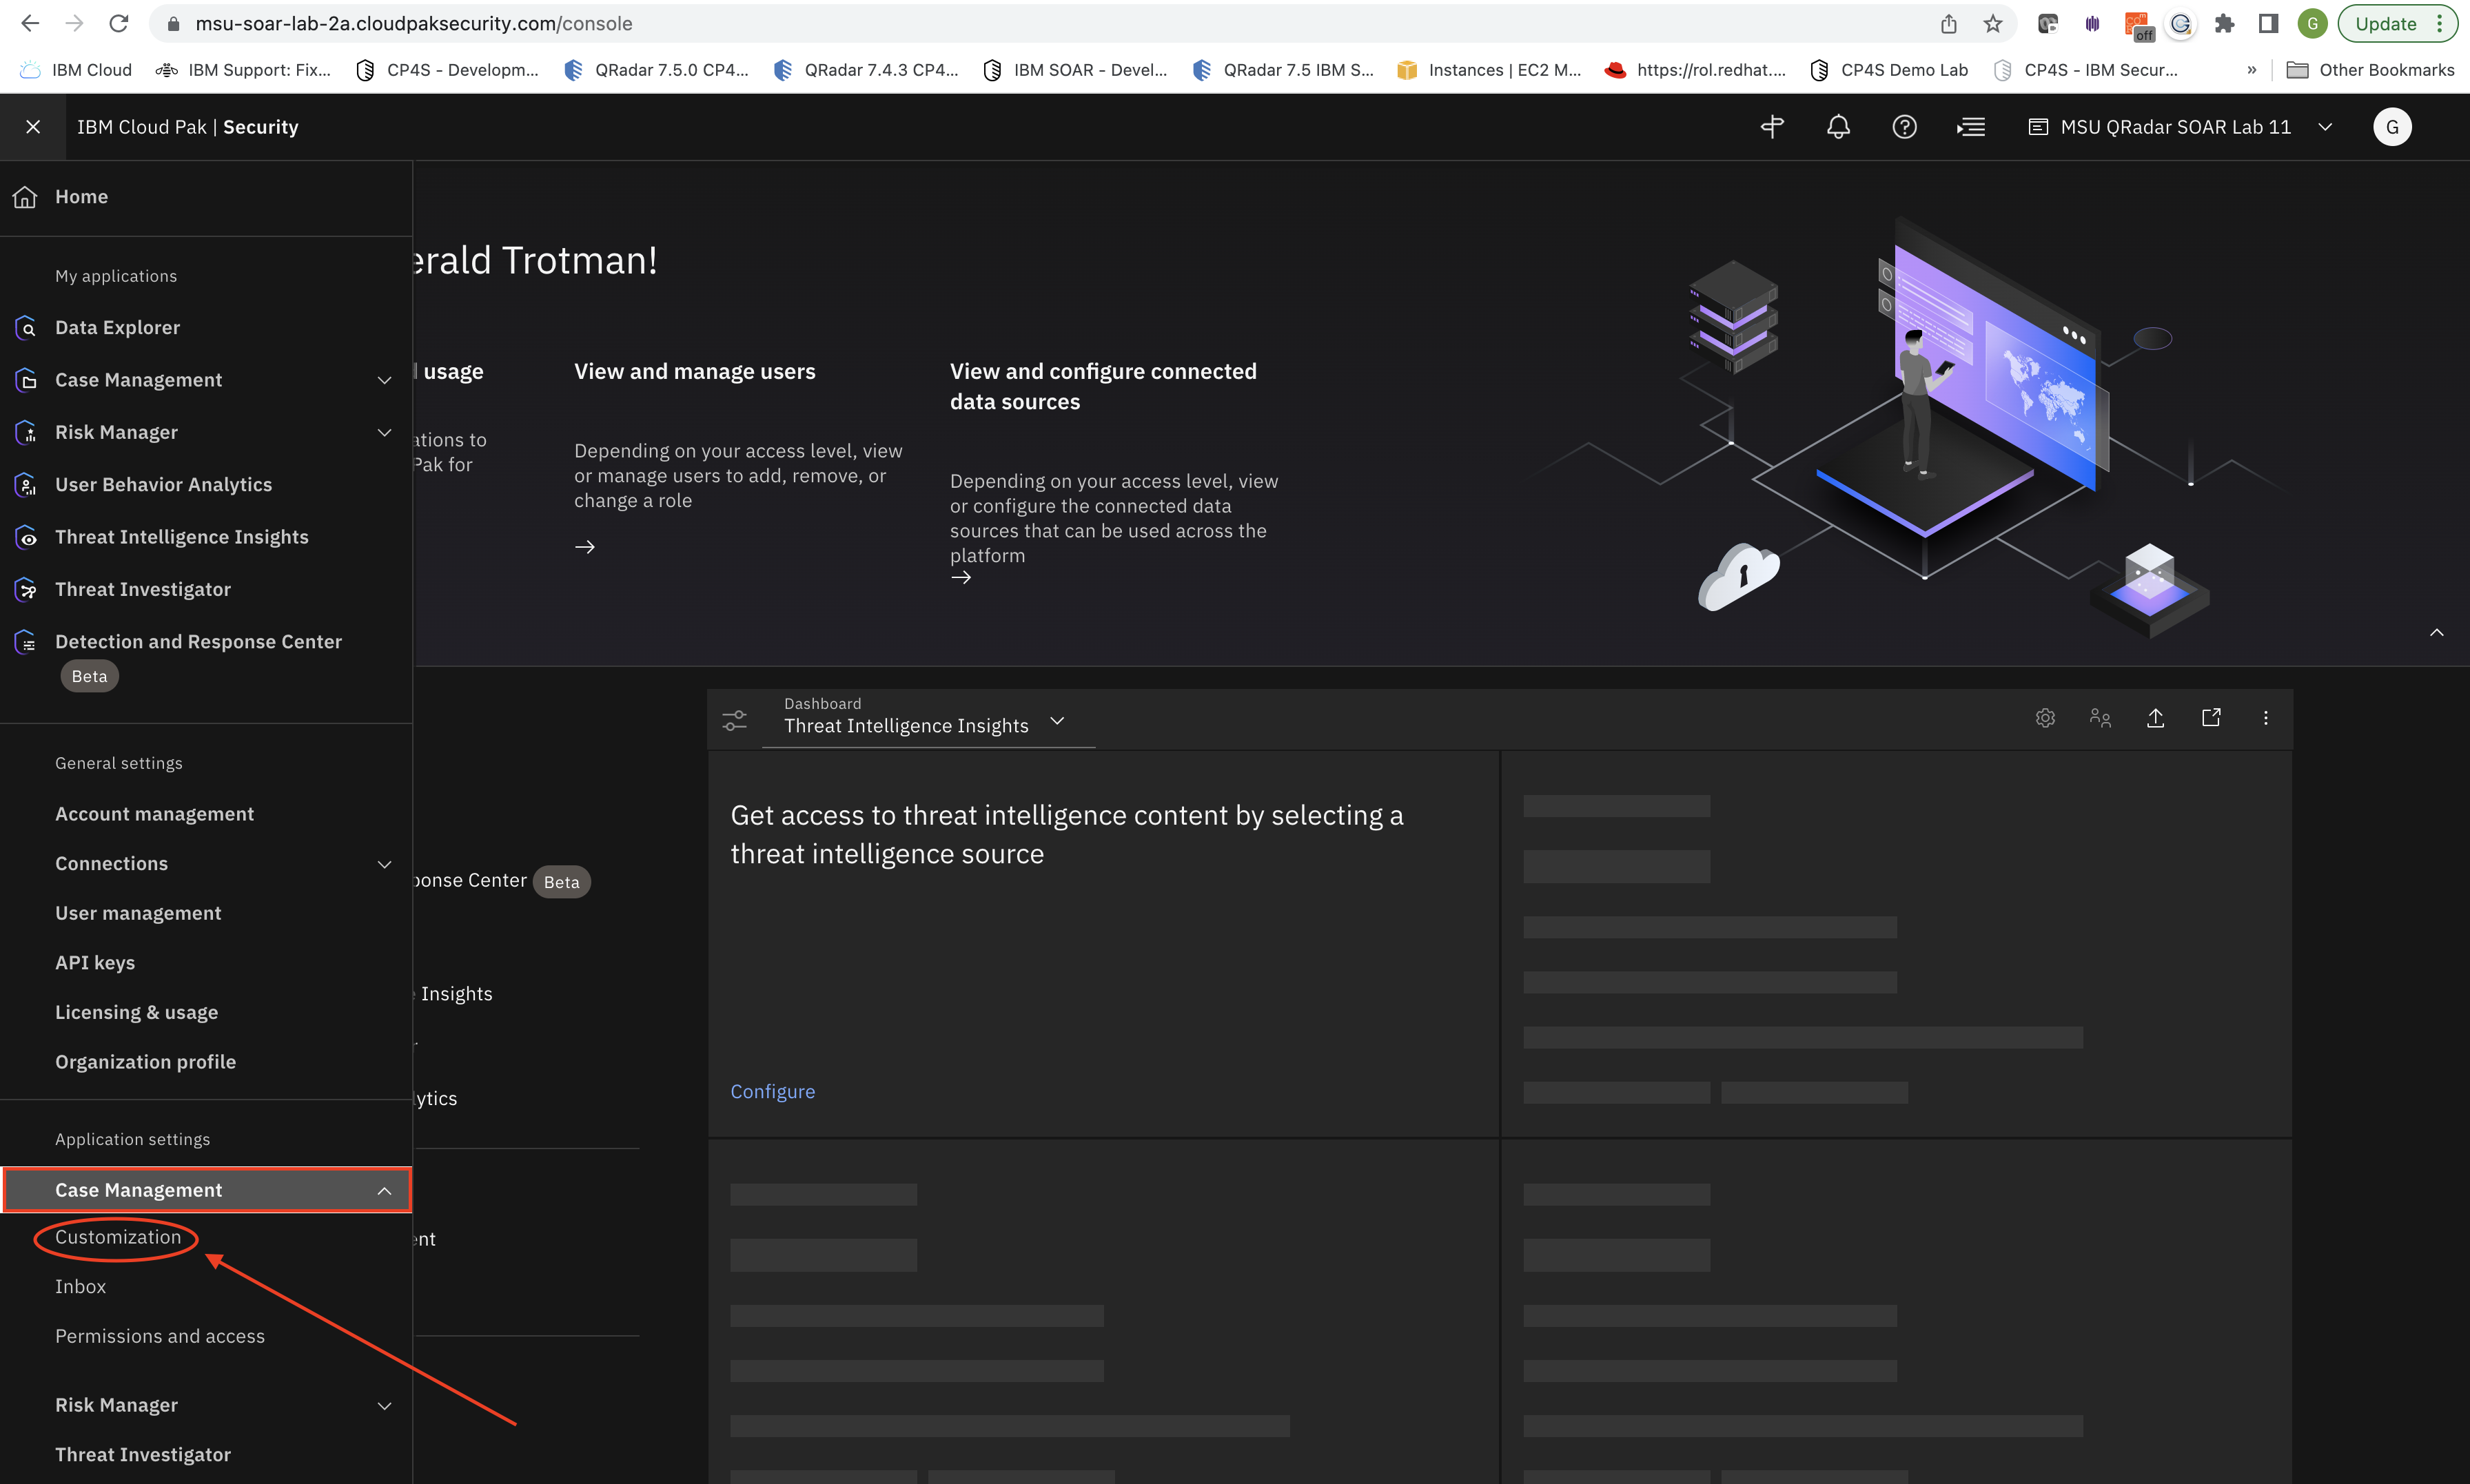 msu-soar-lab-2a.cloudpaksecurity.com/console
off
G
Update
IBM Cloud
IBM Support: Fix...
CP4S - Developm...
QRadar 7.5.0 CP4...
QRadar 7.4.3 CP4...
IBM SOAR - Devel...
QRadar 7.5 IBM S...
Instances | EC2 M...
https://rol.redhat....
CP4S Demo Lab
CP4S - IBM Secur...
»
Other Bookmarks
IBM Cloud Pak | Security
MSU QRadar SOAR Lab 11
G
Home
My applications
Data Explorer
Case Management
Risk Manager
User Behavior Analytics
Threat Intelligence Insights
Threat Investigator
Detection and Response Center
Beta
General settings
Account management
Connections
User management
API keys
Licensing & usage
Organization profile
Application settings
Case Management
Customization
Inbox
Permissions and access
Risk Manager
Threat Investigator
erald Trotman!
usage
ations to
Pak for
View and manage users
Depending on your access level, view
or manage users to add, remove, or
change a role
View and configure connected
data sources
Depending on your access level, view
or configure the connected data
sources that can be used across the
platform
ponse Center
Beta
Insights
lytics
ent
Dashboard
Threat Intelligence Insights
Get access to threat intelligence content by selecting a
threat intelligence source
Configure